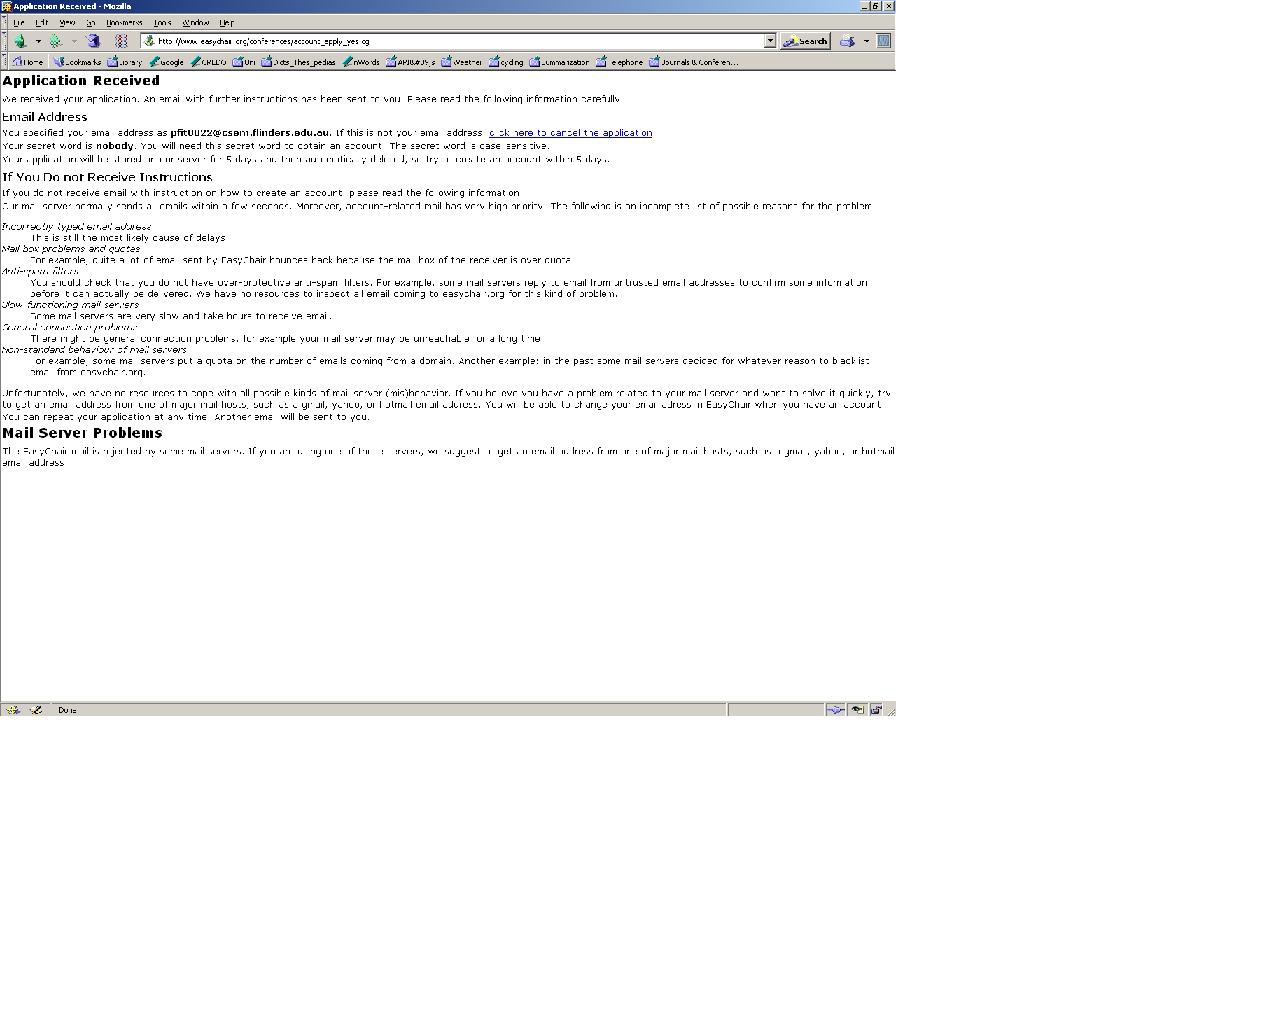 Application Received - Mozilla
File Edit View Go Bookmarks Tools Window Help
http://www.easychair.org/conferences/account_apply_yes.cgi Search
Home Bookmarks Library Google CREDO Uni Dicts_Thes_pedias nWords API&#39;s Weather cycling Summarization Telephone Journals & Conferen...
Application Received
We received your application. An email with further instructions has been sent to you. Please read the following information carefully.
Email Address
You specified your email address as pfit0022@csem.flinders.edu.au. If this is not your email address, click here to cancel the application
Your secret word is nobody. You will need this secret word to obtain an account. The secret word is case sensitive.
Your application will be stored on our server for 5 days and then automatically deleted, so try to create an account within 5 days.
If You Do not Receive Instructions
If you do not receive email with instruction on how to create an account, please read the following information.
Our mail server normally sends all emails within a few seconds. Moreover, account-related mail has very high priority. The following is an incomplete list of possible reasons for the problem.
Incorrectly typed email address
This is still the most likely cause of delays.
Mail box problems and quotas
For example, quite a lot of email sent by EasyChair bounces back because the mail box of the receiver is over quota.
Anti-spam filters
You should check that you do not have over-protective anti-spam filters. For example, some mail servers reply to email from untrusted email addresses to confirm some information
before it can actually be delivered. We have no resources to inspect all email coming to easychair.org for this kind of problem.
Slow-functioning mail servers
Some mail servers are very slow and take hours to receive email.
General connection problems
There might be general connection problems, for example your mail server may be unreachable for a long time.
Non-standard behaviour of mail servers
For example, some mail servers put a quota on the number of emails coming from a domain. Another example: in the past some mail servers decided for whatever reason to blacklist
email from easychair.org.
Unfortunately, we have no resources to cope with all possible kinds of mail server (mis)behavior. If you believe you have a problem related to your mail server and want to solve it quickly, try
to get an email address from one of major mail hosts, such as a gmail, yahoo, or hotmail email address. You will be able to change your email address in EasyChair when you have an account.
You can repeat your application at any time. Another email will be sent to you.
Mail Server Problems
The EasyChair mail is rejected by some mail servers. If you are using one of these servers, we suggest to get an email address from one of major mail hosts, such as a gmail, yahoo, or hotmail
email address.
Done